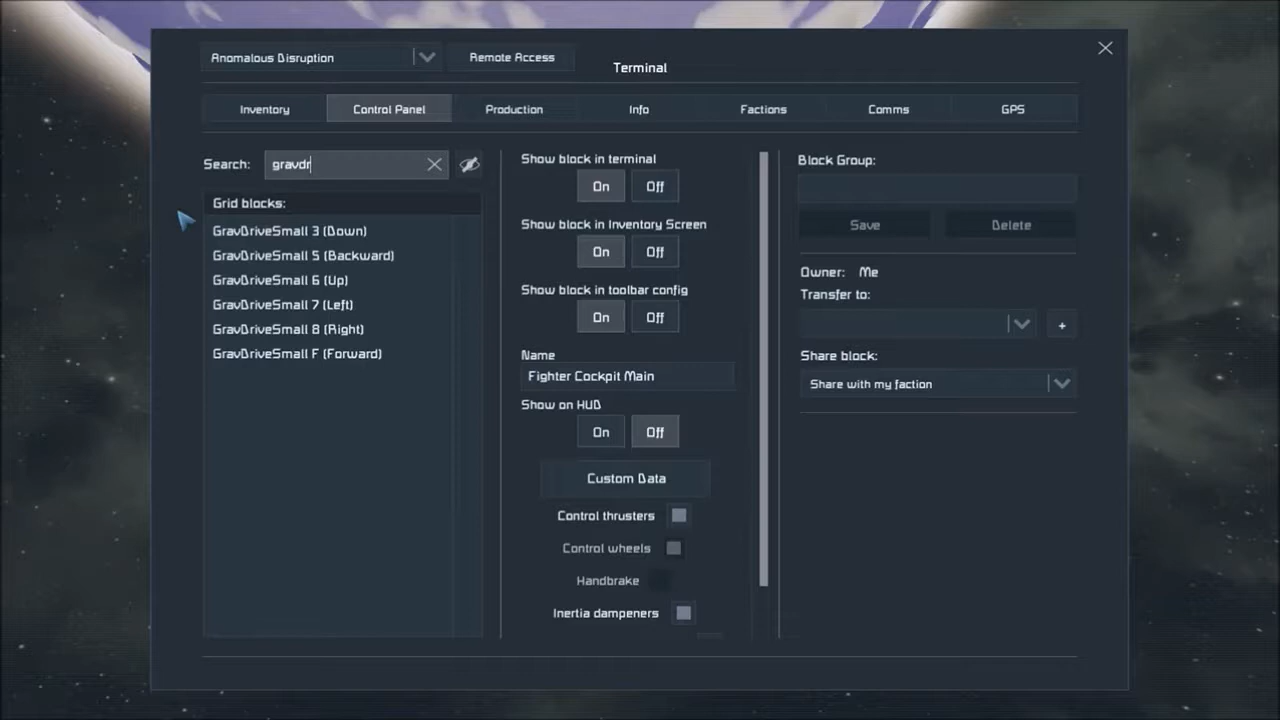 Anomalous Disruption
Remote Access
Terminal
Inventory
Control Panel
Production
Info
Factions
Comms
GPS
Search:
gravdr
Grid blocks:
GravDriveSmall 3 (Down)
GravDriveSmall 5 (Backward)
GravDriveSmall 6 (Up)
GravDriveSmall 7 (Left)
GravDriveSmall 8 (Right)
GravDriveSmall F (Forward)
Show block in terminal
On Off
Show block in Inventory Screen
On Off
Show block in toolbar config
On Off
Name
Fighter Cockpit Main
Show on HUD
On Off
Custom Data
Control thrusters
Control wheels
Handbrake
Inertia dampeners
Block Group:
Save Delete
Owner: Me
Transfer to:
+
Share block:
Share with my faction